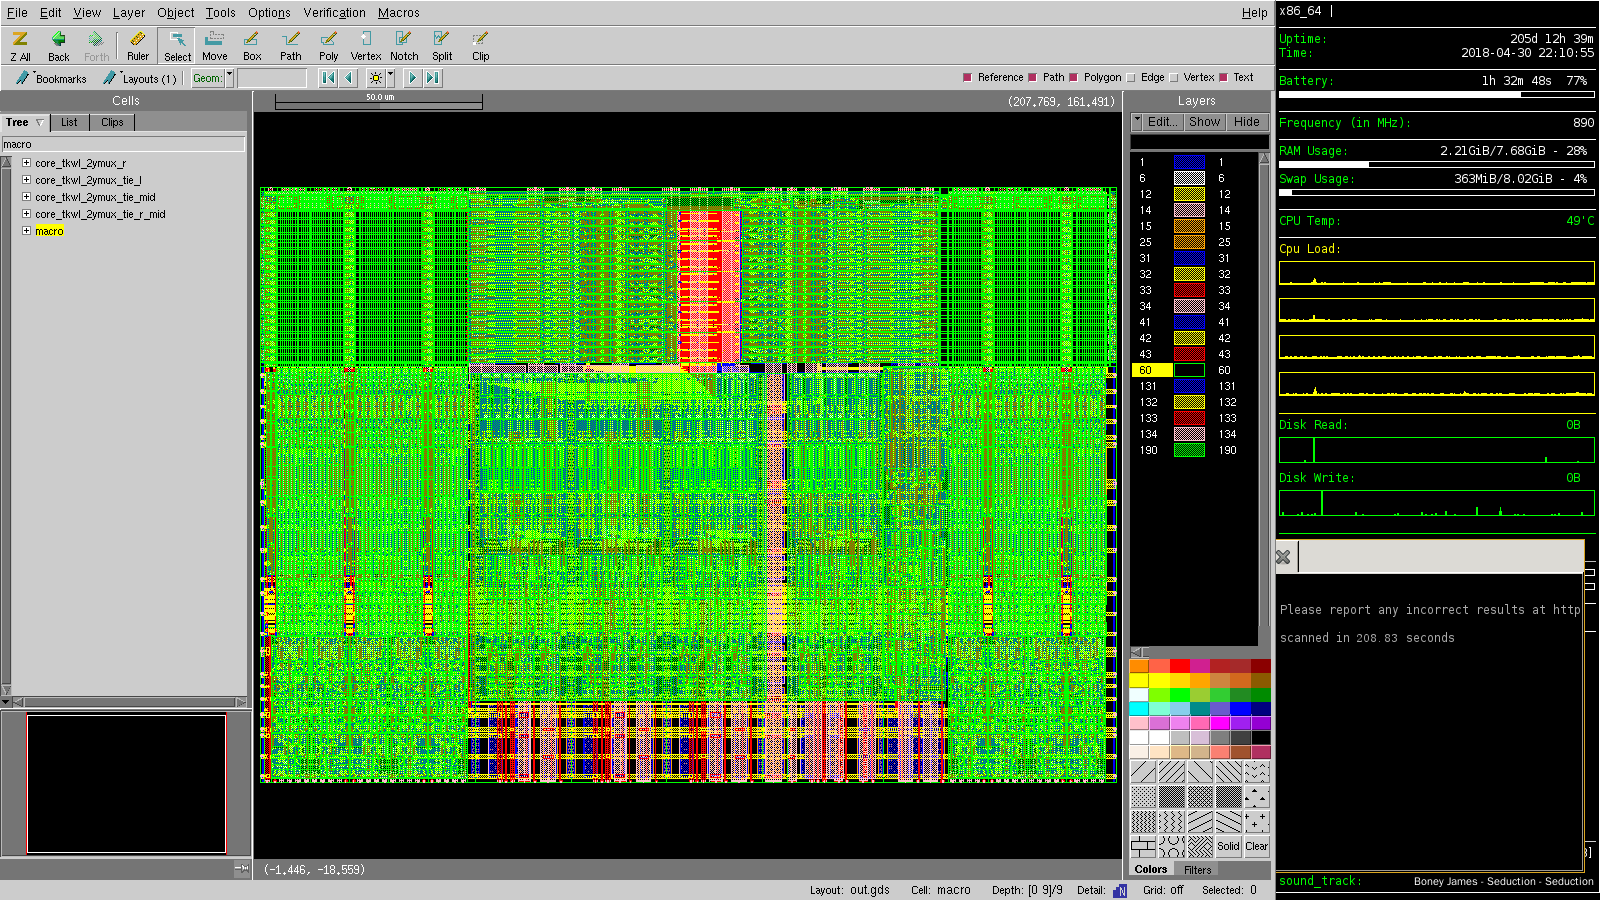 File Edit View Layer Object Tools Options Verification Macros Help
Z All Back Forth Ruler Select Move Box Path Poly Vertex Notch Split Clip
Bookmarks Layouts (1) Geom: Reference Path Polygon Edge Vertex Text
Cells
Tree List Clips
macro
core_tkwl_2ymux_r
core_tkwl_2ymux_tie_l
core_tkwl_2ymux_tie_mid
core_tkwl_2ymux_tie_r_mid
macro
50.0 um
(207.769, 161.491)
(-1.446, -18.559)
Layers
Edit... Show Hide
1 1
6 6
12 12
14 14
15 15
25 25
31 31
32 32
33 33
34 34
41 41
42 42
43 43
60 60
131 131
132 132
133 133
134 134
190 190
Solid Clear
Colors Filters
Layout: out.gds Cell: macro Depth: [0 9]/9 Detail: Grid: off Selected: 0
x86_64 |
Uptime: 205d 12h 39m
Time: 2018-04-30 22:10:55
Battery: 1h 32m 48s 77%
Frequency (in MHz): 890
RAM Usage: 2.21GiB/7.68GiB - 28%
Swap Usage: 363MiB/8.02GiB - 4%
CPU Temp: 49'C
Cpu Load:
Disk Read: 0B
Disk Write: 0B
Please report any incorrect results at http
scanned in 208.83 seconds
sound_track: Boney James - Seduction - Seduction